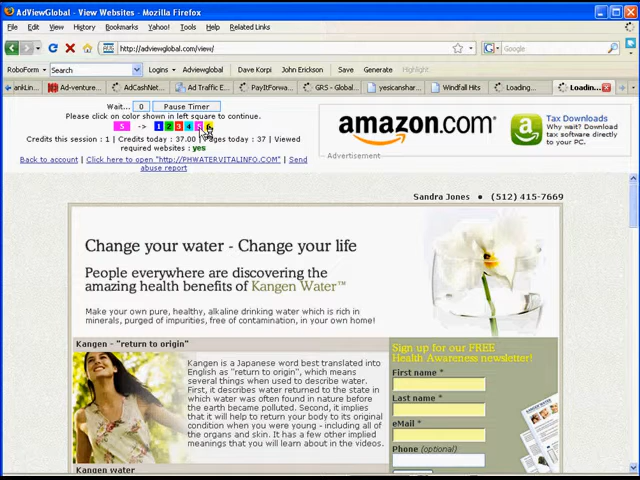 AdViewGlobal - View Websites - Mozilla Firefox
File Edit View History Bookmarks Yahoo! Tools Help Related Links
http://adviewglobal.com/view/
Google
RoboForm Search Logins Adviewglobal Dave Korpi John Erickson Save Generate
Ad-venture... AdCashNet... Ad Traffic E... PayItForwa... GRS - Global... yesicanshar... Windfall Hits Loading... Loadin...
Wait... 0 Pause Timer
Please click on color shown in left square to continue.
5 -> 1 2 3 4 5 6
Credits this session : 1 | Credits today : 37.00 | Pages today : 37 | Viewed
required websites : yes
Back to account | Click here to open "http://PHWATERVITALINFO.COM" | Send
abuse report
amazon.com
Tax Downloads
Why wait? Download
tax software directly
to your PC.
Advertisement
Sandra Jones • (512) 415-7669
Change your water - Change your life
People everywhere are discovering the
amazing health benefits of Kangen Water™
Make your own pure, healthy, alkaline drinking water which is rich in
minerals, purged of impurities, free of contamination, in your own home!
Kangen - "return to origin"
Kangen is a Japanese word best translated into
English as "return to origin", which means
several things when used to describe water.
First, it describes water returned to the state in
which water was often found in nature before
the earth became polluted. Second, it implies
that it will help to return your body to its original
condition when you were young - including all of
the organs and skin. It has a few other implied
meanings that you will learn about in the videos.
Kangen water
Sign up for our FREE
Health Awareness newsletter!
First name *
Last name *
eMail *
Phone (optional)